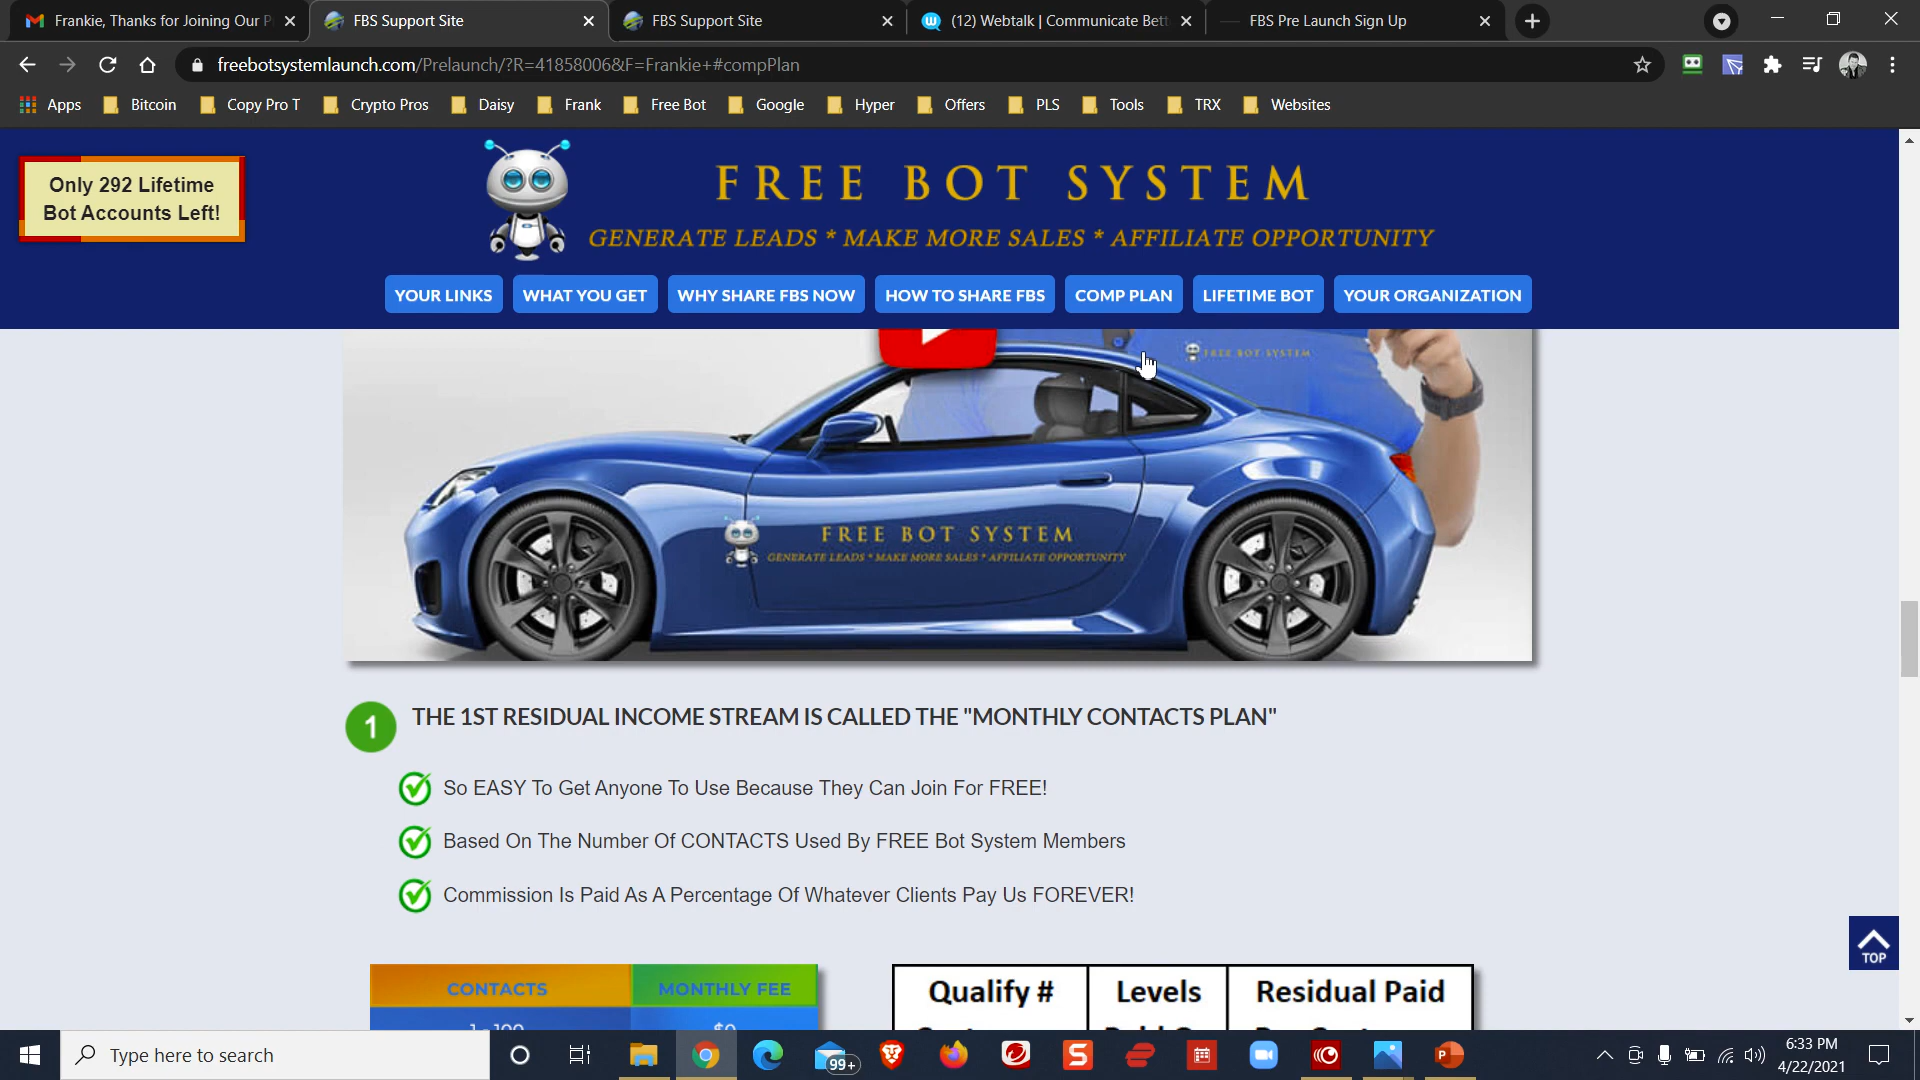 Frankie, Thanks for Joining Our P
FBS Support Site
FBS Support Site
(12) Webtalk | Communicate Bett
FBS Pre Launch Sign Up
freebotsystemlaunch.com/Prelaunch/?R=41858006&F=Frankie+#compPlan
Apps
Bitcoin
Copy Pro T
Crypto Pros
Daisy
Frank
Free Bot
Google
Hyper
Offers
PLS
Tools
TRX
Websites
Only 292 Lifetime
Bot Accounts Left!
FREE BOT SYSTEM
GENERATE LEADS * MAKE MORE SALES * AFFILIATE OPPORTUNITY
YOUR LINKS
WHAT YOU GET
WHY SHARE FBS NOW
HOW TO SHARE FBS
COMP PLAN
LIFETIME BOT
YOUR ORGANIZATION
FREE BOT SYSTEM
FREE BOT SYSTEM
GENERATE LEADS * MAKE MORE SALES * AFFILIATE OPPORTUNITY
1 THE 1ST RESIDUAL INCOME STREAM IS CALLED THE "MONTHLY CONTACTS PLAN"
So EASY To Get Anyone To Use Because They Can Join For FREE!
Based On The Number Of CONTACTS Used By FREE Bot System Members
Commission Is Paid As A Percentage Of Whatever Clients Pay Us FOREVER!
TOP
CONTACTS
MONTHLY FEE
Qualify #
Levels
Residual Paid
Type here to search
99+
6:33 PM
4/22/2021